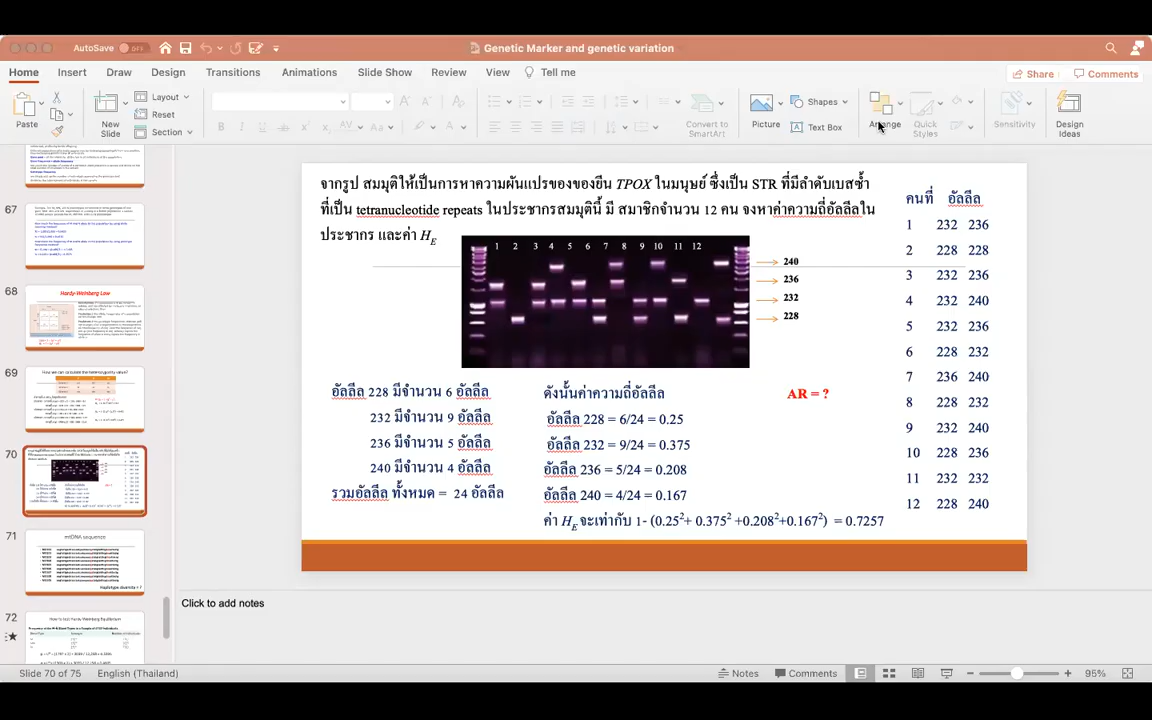 AutoSave OFF
Genetic Marker and genetic variation
Home Insert Draw Design Transitions Animations Slide Show Review View Tell me Share Comments
Paste New Slide Layout Reset Section Convert to SmartArt Picture Shapes Text Box Arrange Quick Styles Sensitivity Design Ideas
67
68
Hardy-Weinberg Law
69
70
71
mtDNA sequence
72
จากรูป สมมุติให้เป็นการหาความผันแปรของของยีน TPOX ในมนุษย์ ซึ่งเป็น STR ที่มีลำดับเบสซ้ำ
ที่เป็น tetranucleotide repeats ในประชากรสมมุตินี้ มี สมาชิกจำนวน 12 คน จงหาค่าความถี่อัลลีลใน
ประชากร และค่า HE
1 2 3 4 5 6 7 8 9 10 11 12
240
236
232
228
คนที่ อัลลีล
1 232 236
2 228 228
3 232 236
4 232 240
5 232 236
6 228 232
7 236 240
8 228 232
9 232 240
10 228 236
11 232 232
12 228 240
อัลลีล 228 มีจำนวน 6 อัลลีล
232 มีจำนวน 9 อัลลีล
236 มีจำนวน 5 อัลลีล
240 มีจำนวน 4 อัลลีล
รวมอัลลีล ทั้งหมด = 24 อัลลีล
ดังนั้นค่าความถี่อัลลีล
อัลลีล 228 = 6/24 = 0.25
อัลลีล 232 = 9/24 = 0.375
อัลลีล 236 = 5/24 = 0.208
อัลลีล 240 = 4/24 = 0.167
ค่า HE จะเท่ากับ 1- (0.25²+ 0.375² +0.208²+0.167²) = 0.7257
AR = ?
Click to add notes
Slide 70 of 75 English (Thailand) Notes Comments 95%